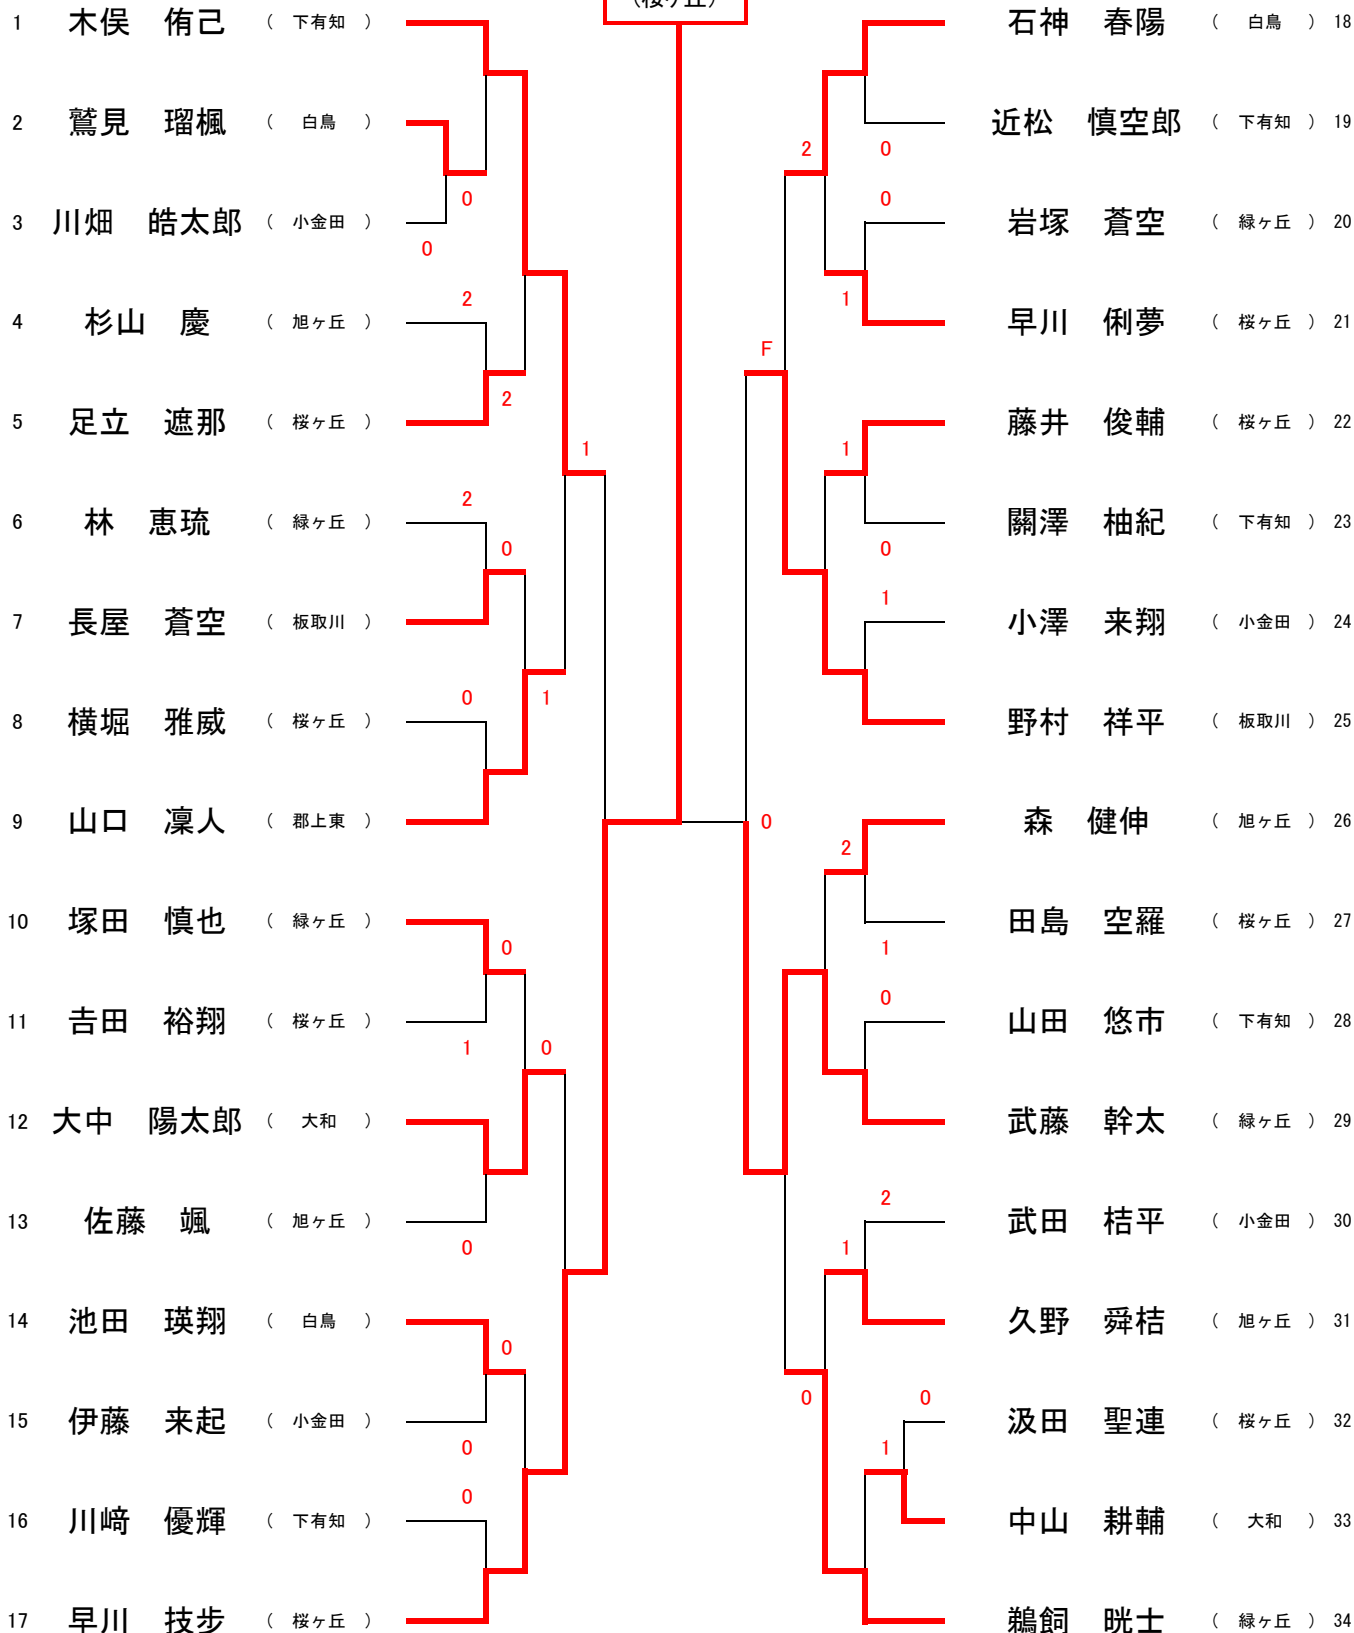 (桜ケ丘)
1 木俣 侑己 ( 下有知 )
2 鷲見 瑠楓 ( 白鳥 )
0
3 川畑 皓太郎 ( 小金田 )
0
2
4 杉山 慶 ( 旭ヶ丘 )
2
5 足立 遮那 ( 桜ヶ丘 )
1
2
6 林 恵琉 ( 緑ヶ丘 )
0
7 長屋 蒼空 ( 板取川 )
0 1
8 横堀 雅威 ( 桜ヶ丘 )
9 山口 凜人 ( 郡上東 )
10 塚田 慎也 ( 緑ヶ丘 )
0
11 吉田 裕翔 ( 桜ヶ丘 )
1 0
12 大中 陽太郎 ( 大和 )
13 佐藤 颯 ( 旭ヶ丘 )
0
14 池田 瑛翔 ( 白鳥 )
0
15 伊藤 来起 ( 小金田 )
0
0
16 川﨑 優輝 ( 下有知 )
17 早川 技歩 ( 桜ヶ丘 )
石神 春陽 ( 白鳥 ) 18
近松 慎空郎 ( 下有知 ) 19
2 0
0
岩塚 蒼空 ( 緑ヶ丘 ) 20
1
早川 俐夢 ( 桜ヶ丘 ) 21
F
藤井 俊輔 ( 桜ヶ丘 ) 22
1
關澤 柚紀 ( 下有知 ) 23
0
1
小澤 来翔 ( 小金田 ) 24
野村 祥平 ( 板取川 ) 25
0
森 健伸 ( 旭ヶ丘 ) 26
2
田島 空羅 ( 桜ヶ丘 ) 27
1
0
山田 悠市 ( 下有知 ) 28
武藤 幹太 ( 緑ヶ丘 ) 29
2
武田 桔平 ( 小金田 ) 30
1
久野 舜桔 ( 旭ヶ丘 ) 31
0 0
汲田 聖連 ( 桜ヶ丘 ) 32
1
中山 耕輔 ( 大和 ) 33
鵜飼 晄士 ( 緑ヶ丘 ) 34